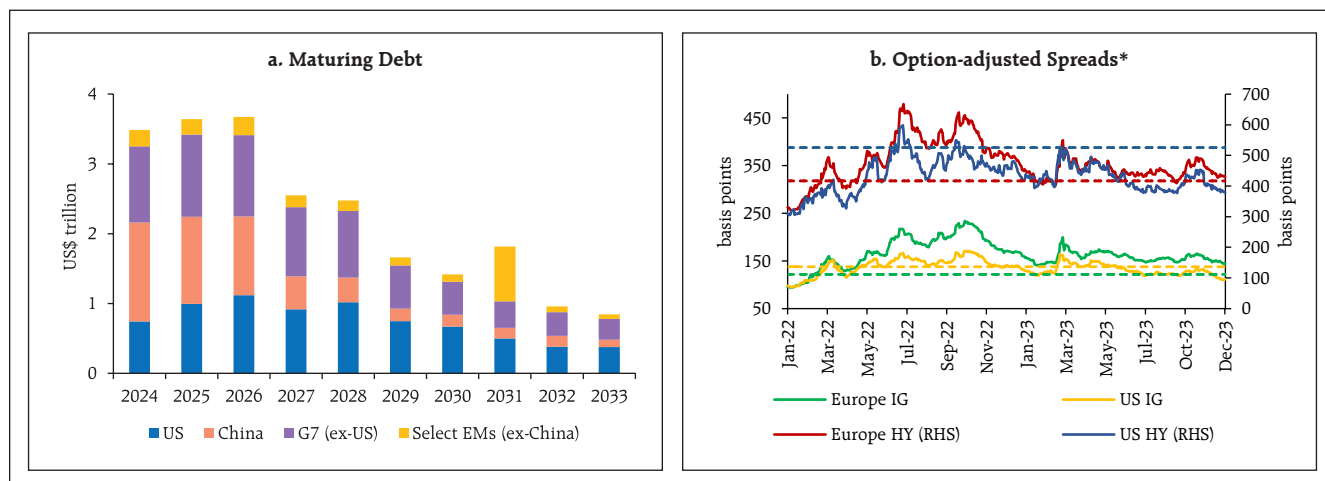 a. Maturing Debt
4
3
2
1
0
US$ trillion
2024 2025 2026 2027 2028 2029 2030 2031 2032 2033
US China G7 (ex-US) Select EMs (ex-China)
b. Option-adjusted Spreads*
450
350
250
150
50
basis points
700
600
500
400
300
200
100
0
basis points
Jan-22
Mar-22
May-22
Jul-22
Sep-22
Nov-22
Jan-23
Mar-23
May-23
Jul-23
Oct-23
Dec-23
Europe IG US IG
Europe HY (RHS) US HY (RHS)